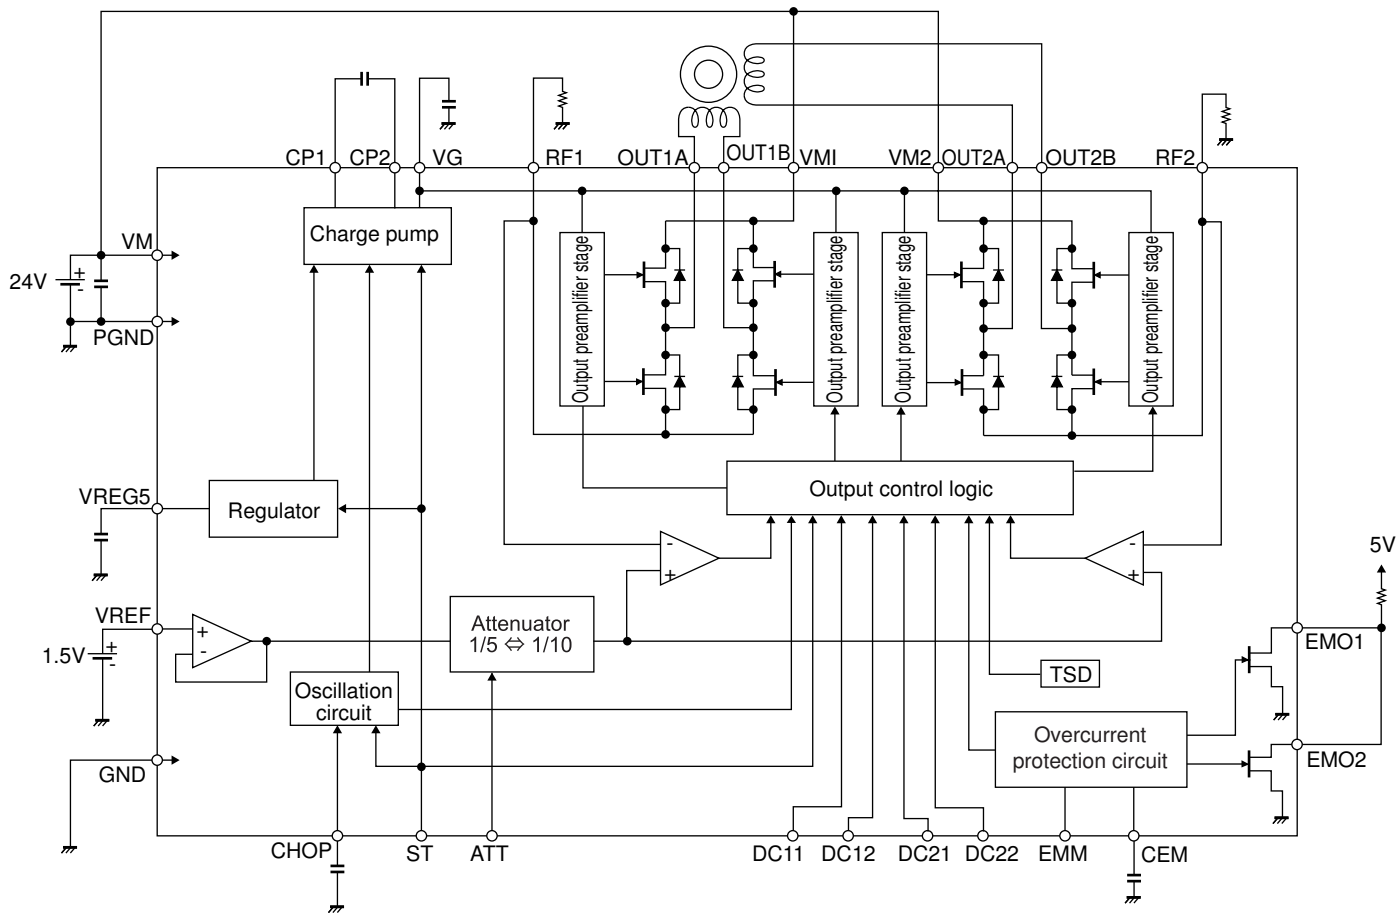 CP1
CP2
VG
RF1
OUT1A
OUT1B
VMI
VM2
OUT2A
OUT2B
RF2
Charge pump
VM
24V
+
-
PGND
Output preamplifier stage
Output preamplifier stage
Output preamplifier stage
Output preamplifier stage
VREG5
Regulator
Output control logic
-
+
-
+
5V
VREF
1.5V
+
-
+
-
Attenuator
1/5 ⇔ 1/10
EMO1
TSD
Oscillation
circuit
Overcurrent
protection circuit
EMO2
GND
CHOP
ST
ATT
DC11
DC12
DC21
DC22
EMM
CEM